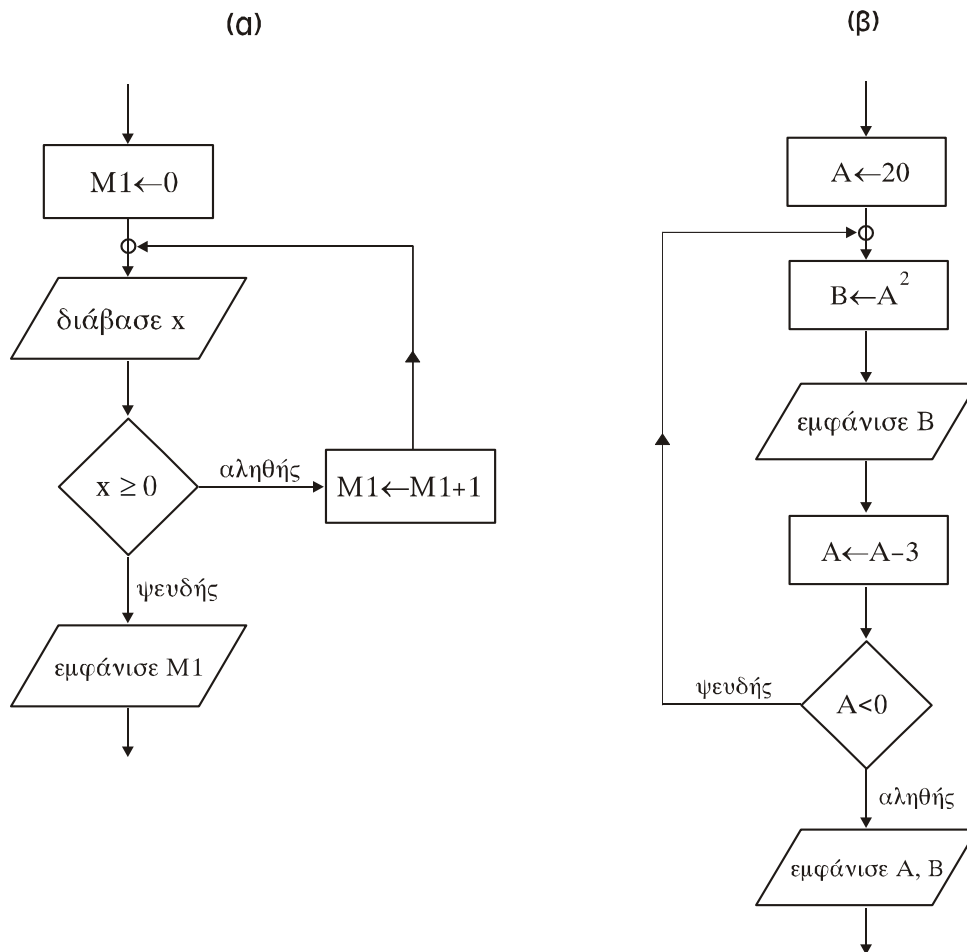 (α)
M1←0
διάβασε x
x ≥ 0
αληθής
M1←M1+1
ψευδής
εμφάνισε M1
(β)
A←20
B←A²
εμφάνισε B
A←A-3
A<0
ψευδής
αληθής
εμφάνισε A, B